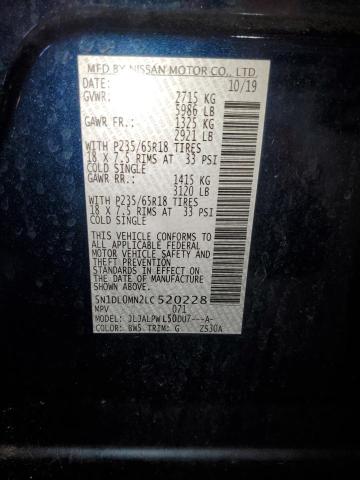 MFD BY NISSAN MOTOR CO., LTD.
DATE: 10/19
GVWR: 2715 KG
5986 LB
GAWR FR.: 1325 KG
2921 LB
WITH P235/65R18 TIRES
18 X 7.5 RIMS AT 33 PSI
COLD SINGLE
GAWR RR.: 1415 KG
3120 LB
WITH P235/65R18 TIRES
18 X 7.5 RIMS AT 33 PSI
COLD SINGLE
THIS VEHICLE CONFORMS
TO ALL APPLICABLE FEDERAL
MOTOR VEHICLE SAFETY AND
THEFT PREVENTION
STANDARDS IN EFFECT ON
THE DATE OF MANUFACTURE
SHOWN ABOVE.
5N1DL0MN2LC520228
MPV 071
MODEL: JLJALPWL50DU7---A-
COLOR: BW5 TRIM: G Z530A